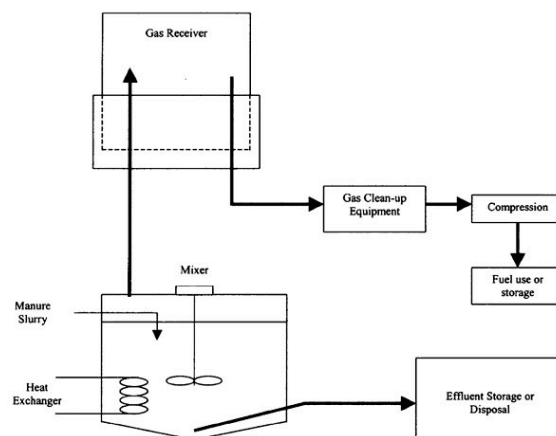 Gas Receiver
Gas Clean-up
Equipment
Compression
Fuel use or
storage
Mixer
Manure
Slurry
Heat
Exchanger
Effluent Storage or
Disposal